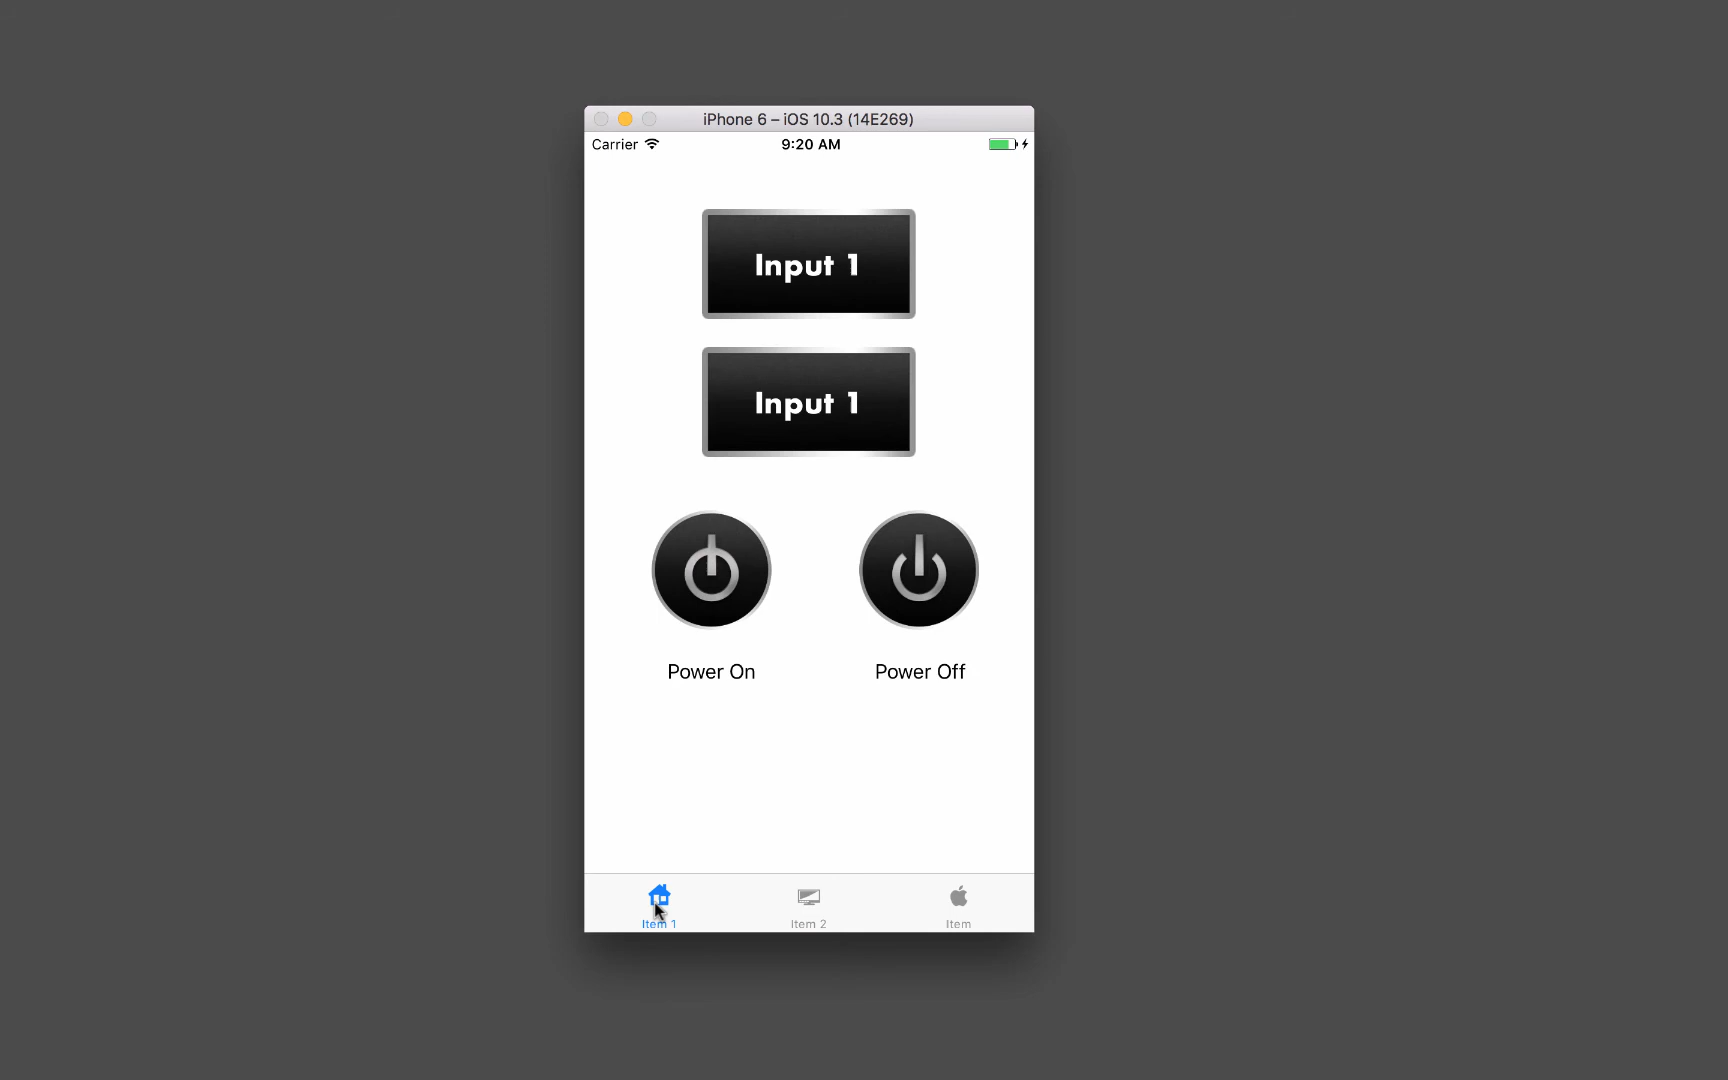 iPhone 6 – iOS 10.3 (14E269)
Carrier 9:20 AM
Input 1
Input 1
Power On Power Off
Item 1 Item 2 Item